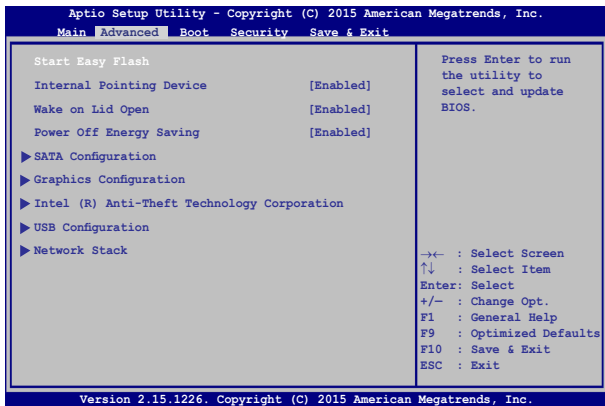 Aptio Setup Utility - Copyright (C) 2015 American Megatrends, Inc.
Main Advanced Boot Security Save & Exit
Start Easy Flash
Internal Pointing Device [Enabled]
Wake on Lid Open [Enabled]
Power Off Energy Saving [Enabled]
SATA Configuration
Graphics Configuration
Intel (R) Anti-Theft Technology Corporation
USB Configuration
Network Stack
Press Enter to run
the utility to
select and update
BIOS.
→← : Select Screen
↑↓ : Select Item
Enter: Select
+/— : Change Opt.
F1 : General Help
F9 : Optimized Defaults
F10 : Save & Exit
ESC : Exit
Version 2.15.1226. Copyright (C) 2015 American Megatrends, Inc.